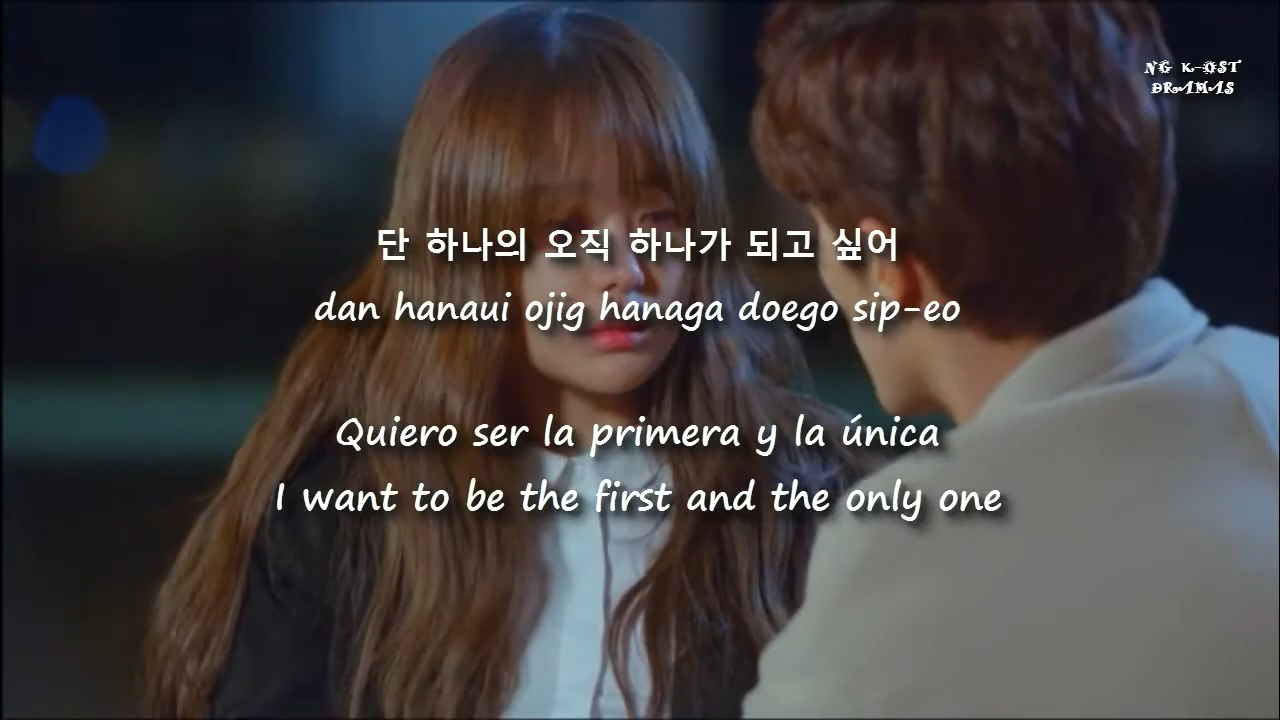 NG K-OST
DRAMAS
단 하나의 오직 하나가 되고 싶어
dan hanaui ojig hanaga doego sip-eo
Quiero ser la primera y la única
I want to be the first and the only one